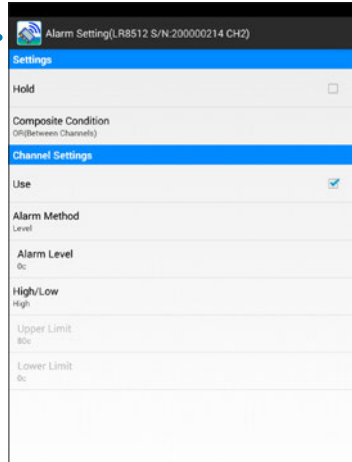 Alarm Setting(LR8512 S/N:200000214 CH2)
Settings
Hold
Composite Condition
OR(Between Channels)
Channel Settings
Use
Alarm Method
Level
Alarm Level
0c
High/Low
High
Upper Limit
80c
Lower Limit
0c